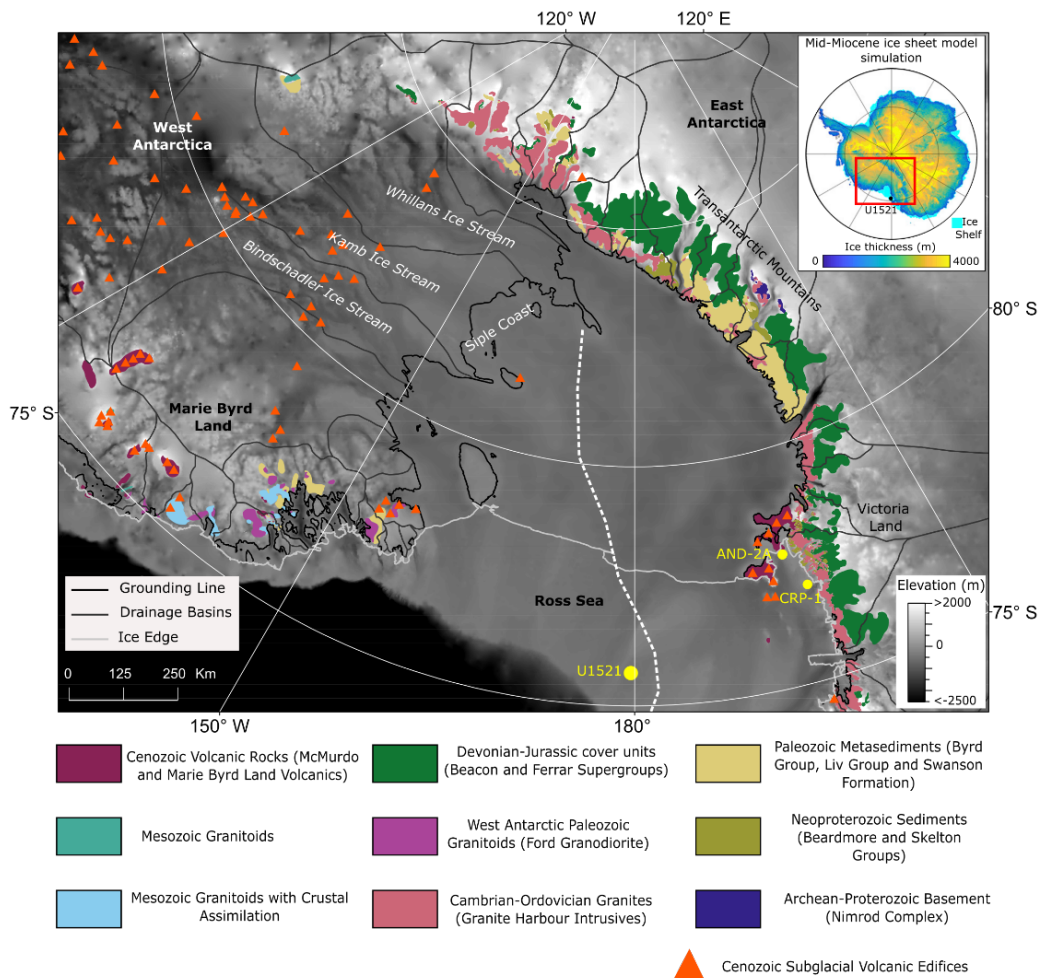 120° W
120° E
Mid-Miocene ice sheet model
simulation
U1521
Ice
Shelf
Ice thickness (m)
0
4000
East
Antarctica
West
Antarctica
Transantarctic Mountains
Whillans Ice Stream
Kamb Ice Stream
Bindschadler Ice Stream
Siple Coast
80° S
75° S
Marie Byrd
Land
Victoria
Land
AND-2A
CRP-1
Ross Sea
U1521
75° S
Grounding Line
Drainage Basins
Ice Edge
0 125 250 Km
Elevation (m)
>2000
0
<-2500
150° W
180°
Cenozoic Volcanic Rocks (McMurdo
and Marie Byrd Land Volcanics)
Devonian-Jurassic cover units
(Beacon and Ferrar Supergroups)
Paleozoic Metasediments (Byrd
Group, Liv Group and Swanson
Formation)
Mesozoic Granitoids
West Antarctic Paleozoic
Granitoids (Ford Granodiorite)
Neoproterozoic Sediments
(Beardmore and Skelton
Groups)
Mesozoic Granitoids with Crustal
Assimilation
Cambrian-Ordovician Granites
(Granite Harbour Intrusives)
Archean-Proterozoic Basement
(Nimrod Complex)
Cenozoic Subglacial Volcanic Edifices